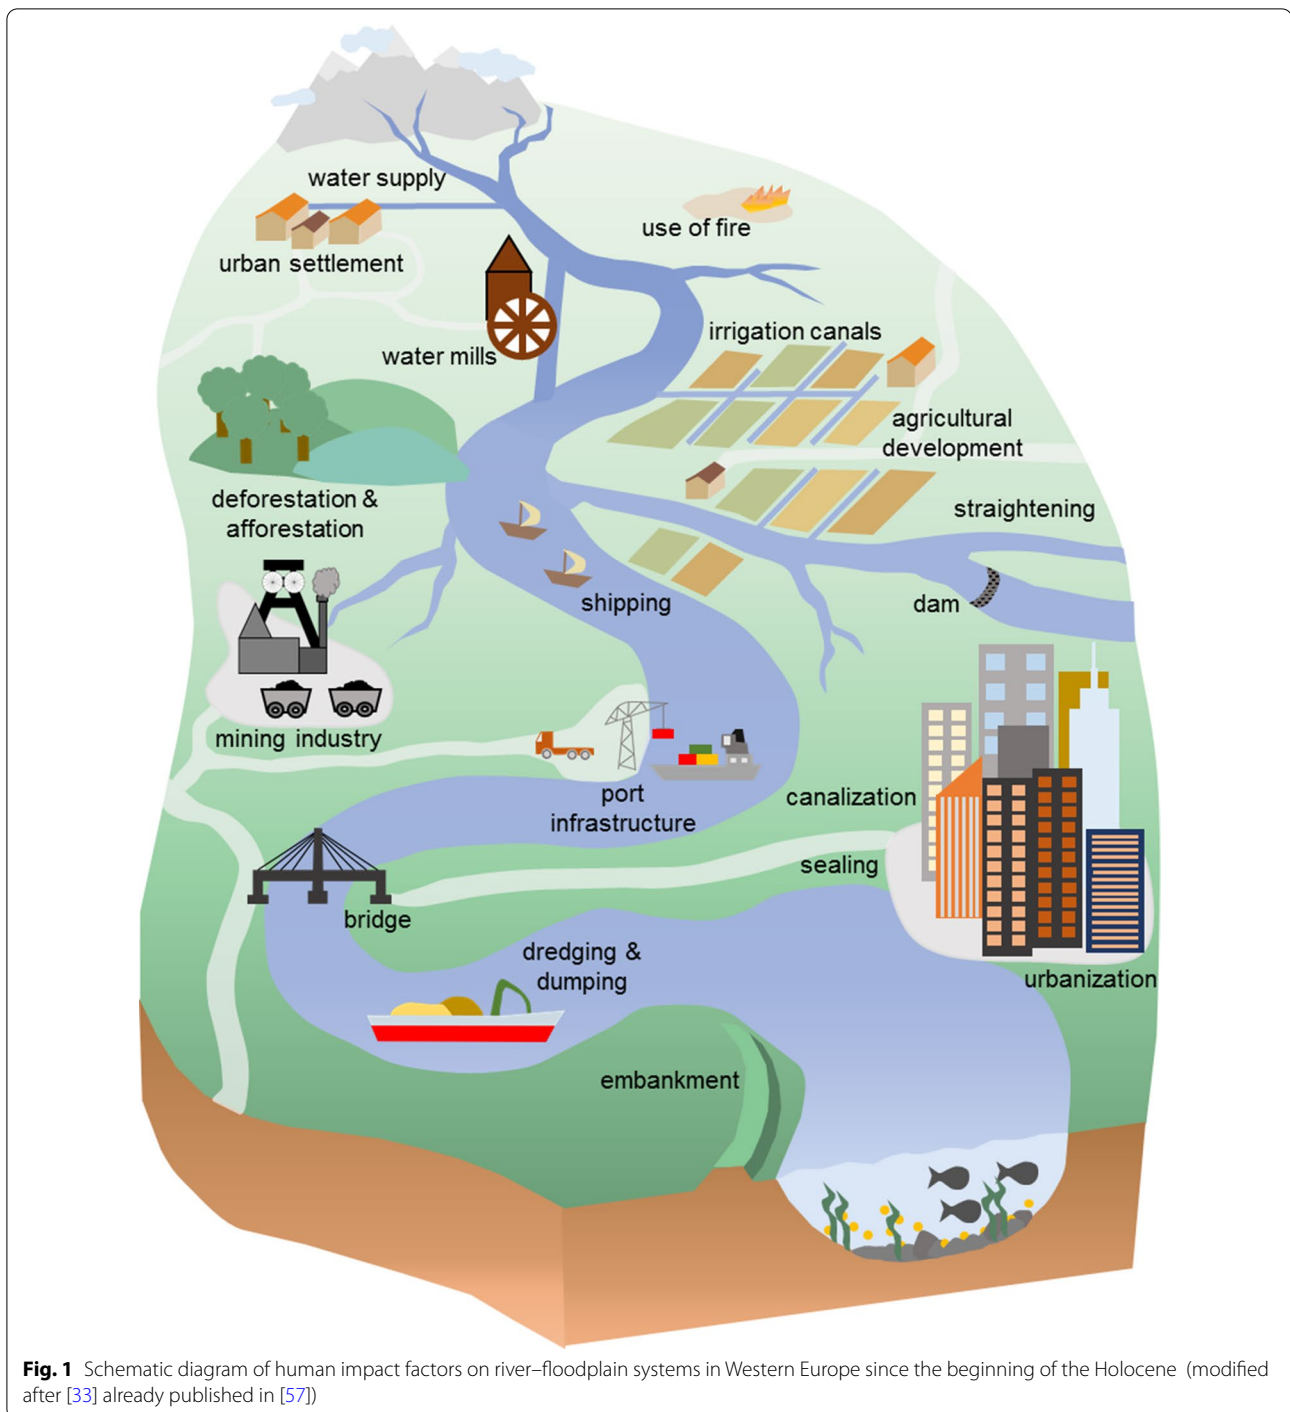 water supply
use of fire
urban settlement
irrigation canals
water mills
agricultural
development
deforestation &
afforestation
straightening
shipping
dam
mining industry
port
infrastructure
canalization
sealing
bridge
dredging &
dumping
urbanization
embankment
Fig. 1 Schematic diagram of human impact factors on river–floodplain systems in Western Europe since the beginning of the Holocene (modified
after [33] already published in [57])